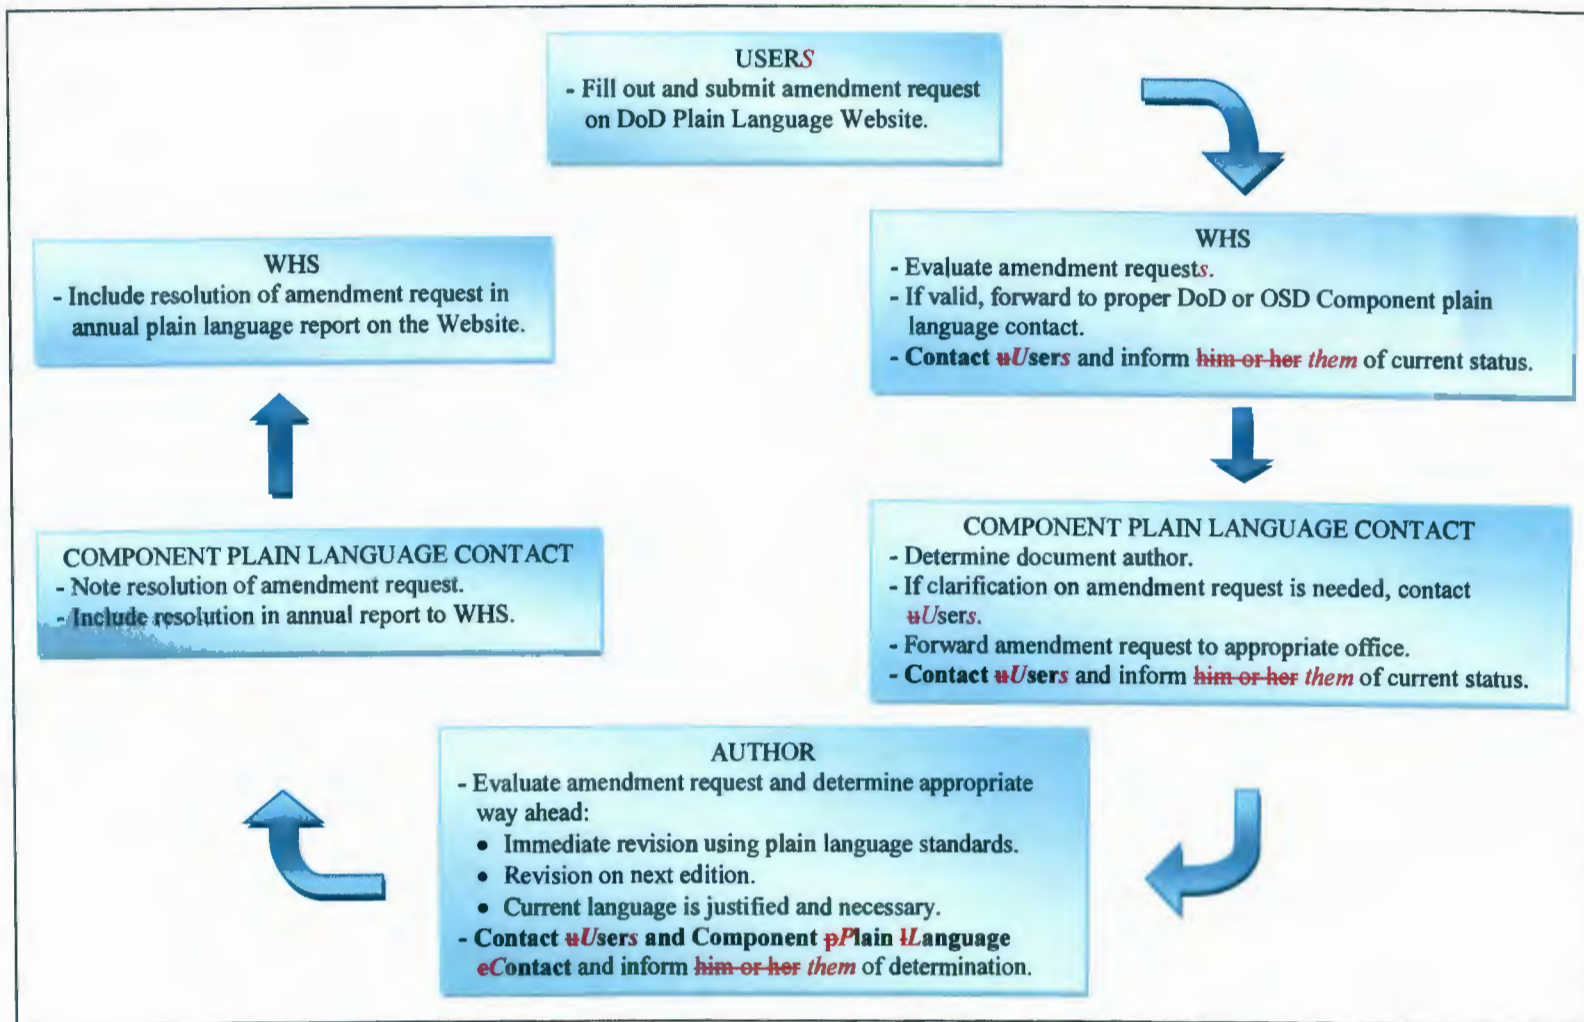 USERS
- Fill out and submit amendment request
on DoD Plain Language Website.
WHS
- Evaluate amendment requests.
- If valid, forward to proper DoD or OSD Component plain
language contact.
- Contact uUsers and inform him or her them of current status.
COMPONENT PLAIN LANGUAGE CONTACT
- Determine document author.
- If clarification on amendment request is needed, contact
uUsers.
- Forward amendment request to appropriate office.
- Contact uUsers and inform him or her them of current status.
AUTHOR
- Evaluate amendment request and determine appropriate
way ahead:
• Immediate revision using plain language standards.
• Revision on next edition.
• Current language is justified and necessary.
- Contact uUsers and Component pPlain lLanguage
cContact and inform him or her them of determination.
COMPONENT PLAIN LANGUAGE CONTACT
- Note resolution of amendment request.
- Include resolution in annual report to WHS.
WHS
- Include resolution of amendment request in
annual plain language report on the Website.